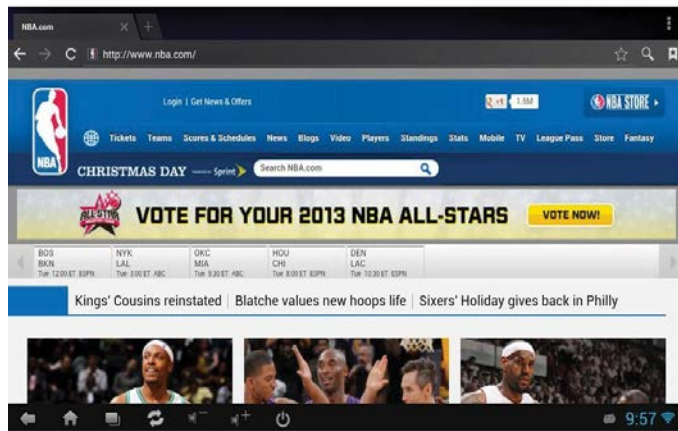 NBA.com
http://www.nba.com/
Login | Get News & Offers
+1 1.5M
NBA STORE
Tickets Teams Scores & Schedules News Blogs Video Players Standings Stats Mobile TV League Pass Store Fantasy
NBA
CHRISTMAS DAY Sprint Search NBA.com
ALL-STAR VOTE FOR YOUR 2013 NBA ALL-STARS VOTE NOW!
BOS NYK OKC HOU DEN
BKN LAL MIA CHI LAC
Tue 12:00 ET ESPN Tue 3:00 ET ABC Tue 5:30 ET ABC Tue 8:00 ET ESPN Tue 10:30 ET ESPN
Kings' Cousins reinstated | Blatche values new hoops life | Sixers' Holiday gives back in Philly
9:57